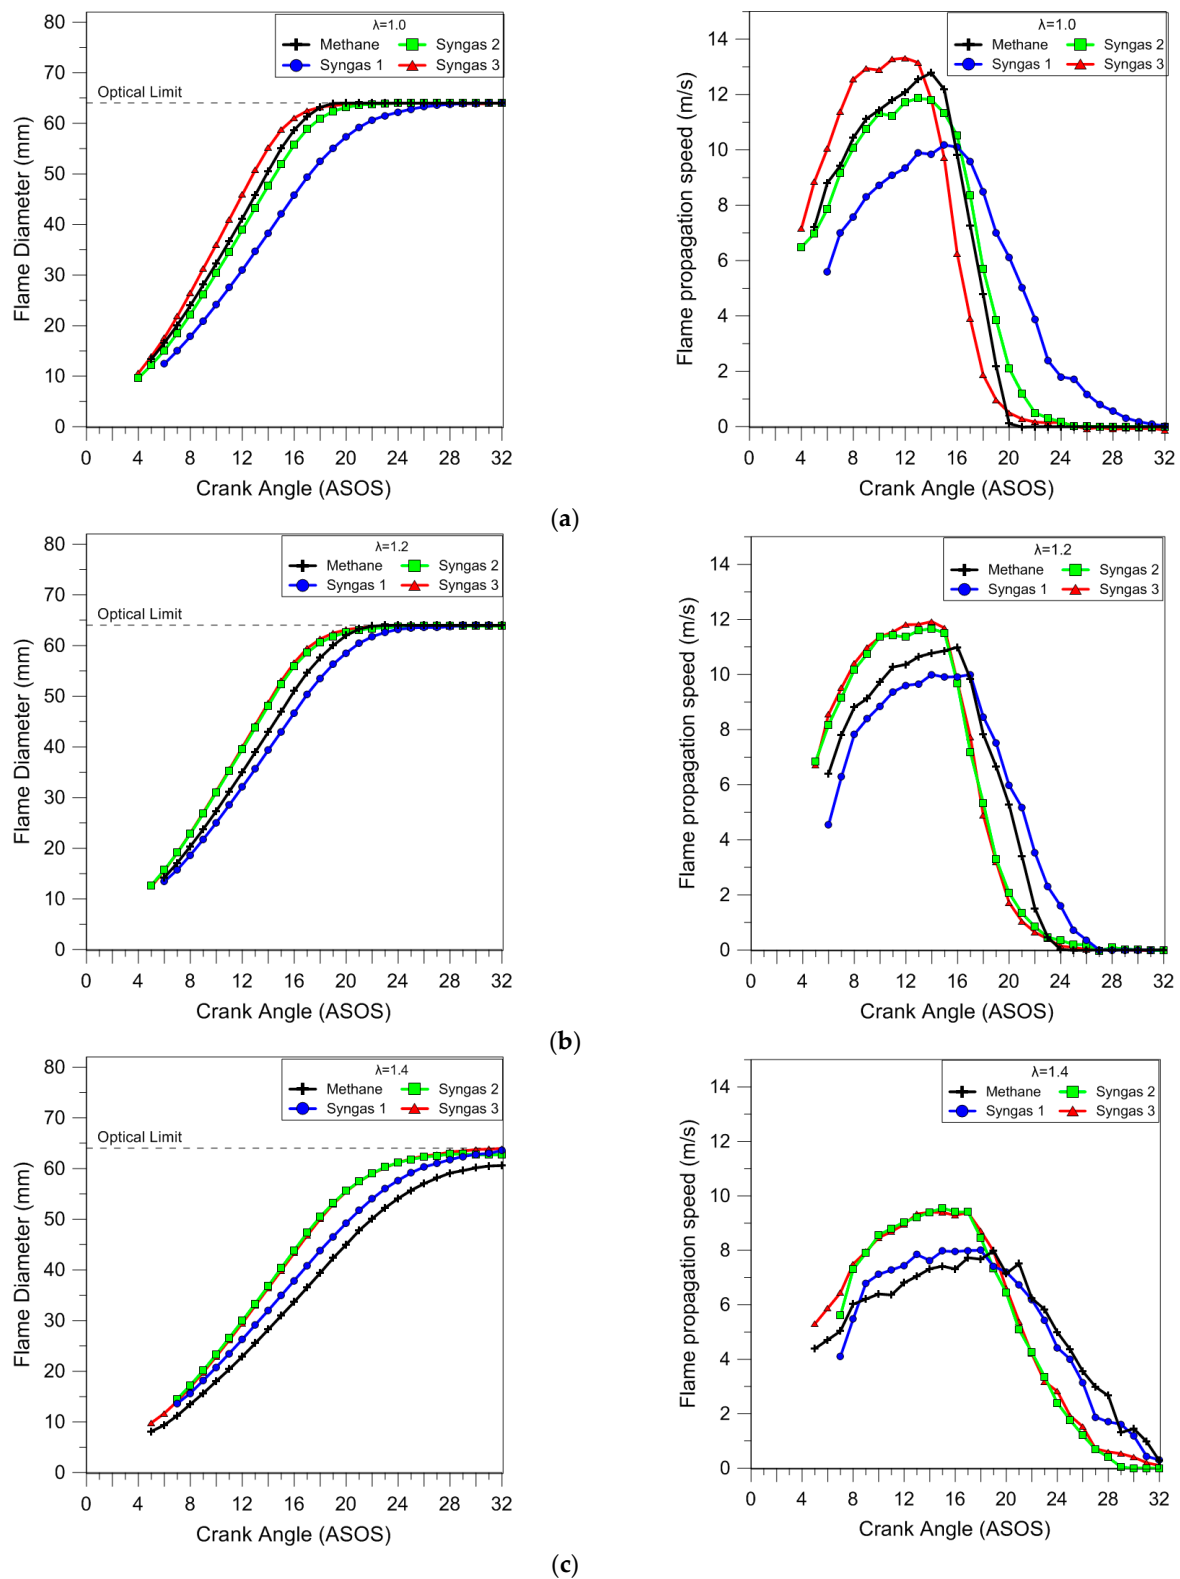 λ=1.0
Methane Syngas 2
Syngas 1 Syngas 3
Optical Limit
Flame Diameter (mm)
80
70
60
50
40
30
20
10
0
0 4 8 12 16 20 24 28 32
Crank Angle (ASOS)
λ=1.0
Methane Syngas 2
Syngas 1 Syngas 3
Flame propagation speed (m/s)
14
12
10
8
6
4
2
0
0 4 8 12 16 20 24 28 32
Crank Angle (ASOS)
(a)
λ=1.2
Methane Syngas 2
Syngas 1 Syngas 3
Optical Limit
Flame Diameter (mm)
80
70
60
50
40
30
20
10
0
0 4 8 12 16 20 24 28 32
Crank Angle (ASOS)
λ=1.2
Methane Syngas 2
Syngas 1 Syngas 3
Flame propagation speed (m/s)
14
12
10
8
6
4
2
0
0 4 8 12 16 20 24 28 32
Crank Angle (ASOS)
(b)
λ=1.4
Methane Syngas 2
Syngas 1 Syngas 3
Optical Limit
Flame Diameter (mm)
80
70
60
50
40
30
20
10
0
0 4 8 12 16 20 24 28 32
Crank Angle (ASOS)
λ=1.4
Methane Syngas 2
Syngas 1 Syngas 3
Flame propagation speed (m/s)
14
12
10
8
6
4
2
0
0 4 8 12 16 20 24 28 32
Crank Angle (ASOS)
(c)